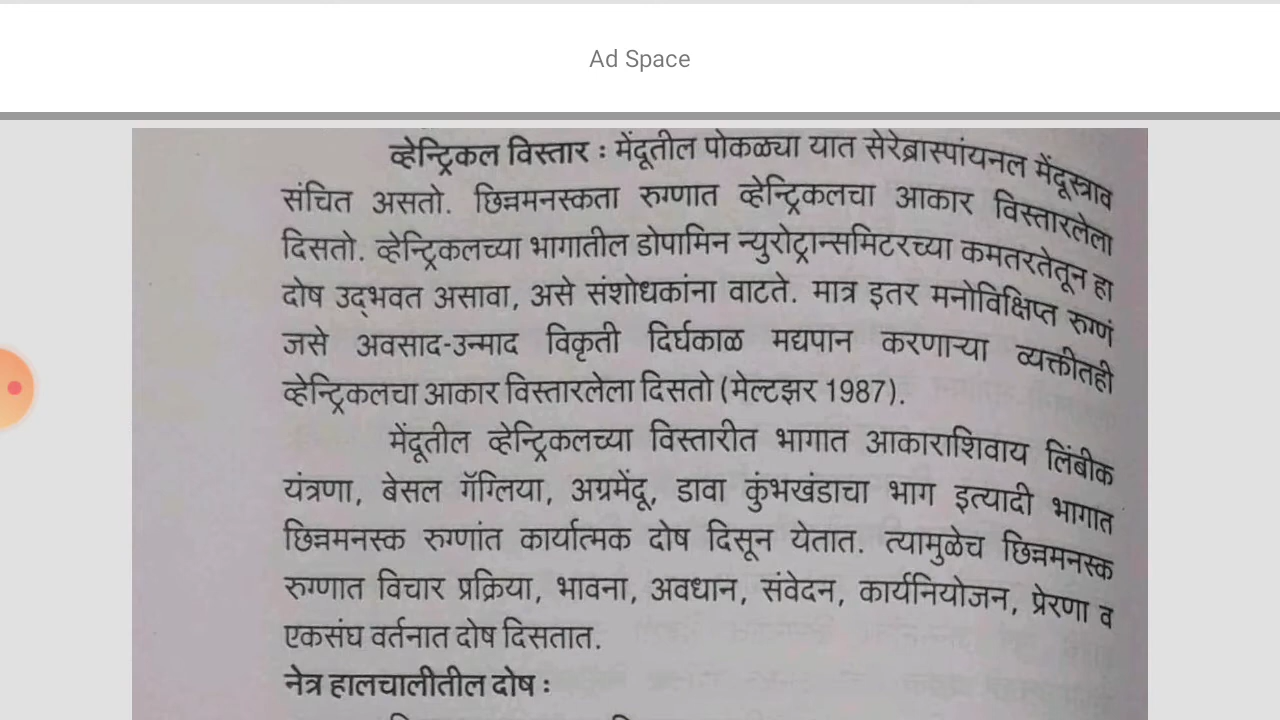 Ad Space
व्हेन्ट्रिकल विस्तार : मेंदूतील पोकळ्या यात सेरेब्रास्पांयनल मेंदूस्त्राव
संचित असतो. छिन्नमनस्कता रुग्णात व्हेन्ट्रिकलचा आकार विस्तारलेला
दिसतो. व्हेन्ट्रिकलच्या भागातील डोपामिन न्युरोट्रान्समिटरच्या कमतरतेतून हा
दोष उद्‌भवत असावा, असे संशोधकांना वाटते. मात्र इतर मनोविक्षिप्त रुग्णं
जसे अवसाद-उन्माद विकृती दिर्घकाळ मद्यपान करणाऱ्या व्यक्तीतही
व्हेन्ट्रिकलचा आकार विस्तारलेला दिसतो (मेल्टझर 1987).
मेंदूतील व्हेन्ट्रिकलच्या विस्तारीत भागात आकाराशिवाय लिंबीक
यंत्रणा, बेसल गॅग्लिया, अग्रमेंदू, डावा कुंभखंडाचा भाग इत्यादी भागात
छिन्नमनस्क रुग्णांत कार्यात्मक दोष दिसून येतात. त्यामुळेच छिन्नमनस्क
रुग्णात विचार प्रक्रिया, भावना, अवधान, संवेदन, कार्यनियोजन, प्रेरणा व
एकसंघ वर्तनात दोष दिसतात.
नेत्र हालचालीतील दोष :